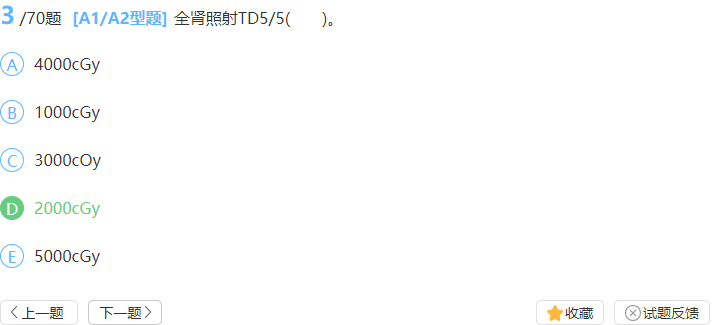 3 /70题 [A1/A2型题] 全肾照射TD5/5(      )。
A 4000cGy
B 1000cGy
C 3000cOy
D 2000cGy
E 5000cGy
上一题 下一题 收藏 试题反馈